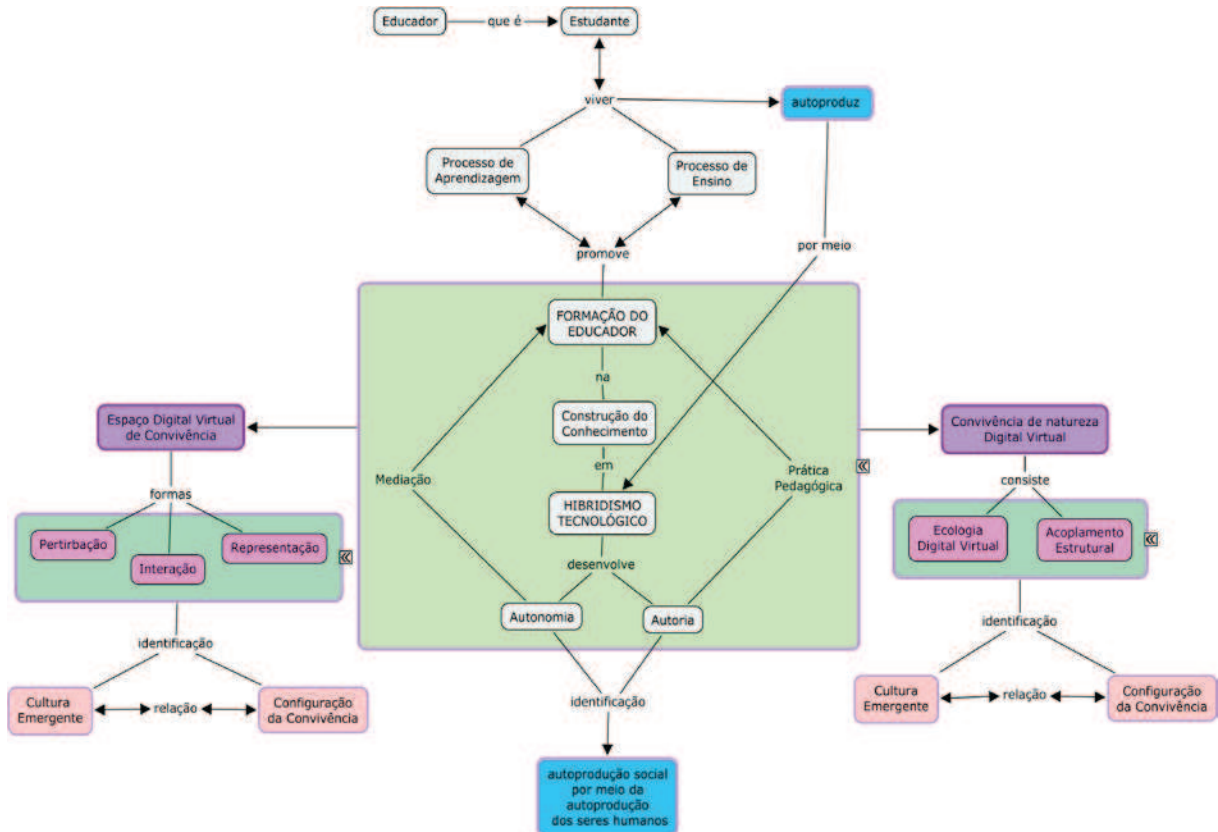 Educador
que é
Estudante
viver
autoproduz
Processo de
Aprendizagem
Processo de
Ensino
promove
por meio
FORMAÇÃO DO
EDUCADOR
na
Construção do
Conhecimento
em
HIBRIDISMO
TECNOLÓGICO
desenvolve
Autonomia
Autoria
Mediação
Prática
Pedagógica
identificação
autoprodução social
por meio da
autoprodução
dos seres humanos
Espaço Digital Virtual
de Convivência
formas
Pertirbação
Interação
Representação
identificação
Cultura
Emergente
relação
Configuração
da Convivência
Convivência de natureza
Digital Virtual
consiste
Ecologia
Digital Virtual
Acoplamento
Estrutural
identificação
Cultura
Emergente
relação
Configuração
da Convivência